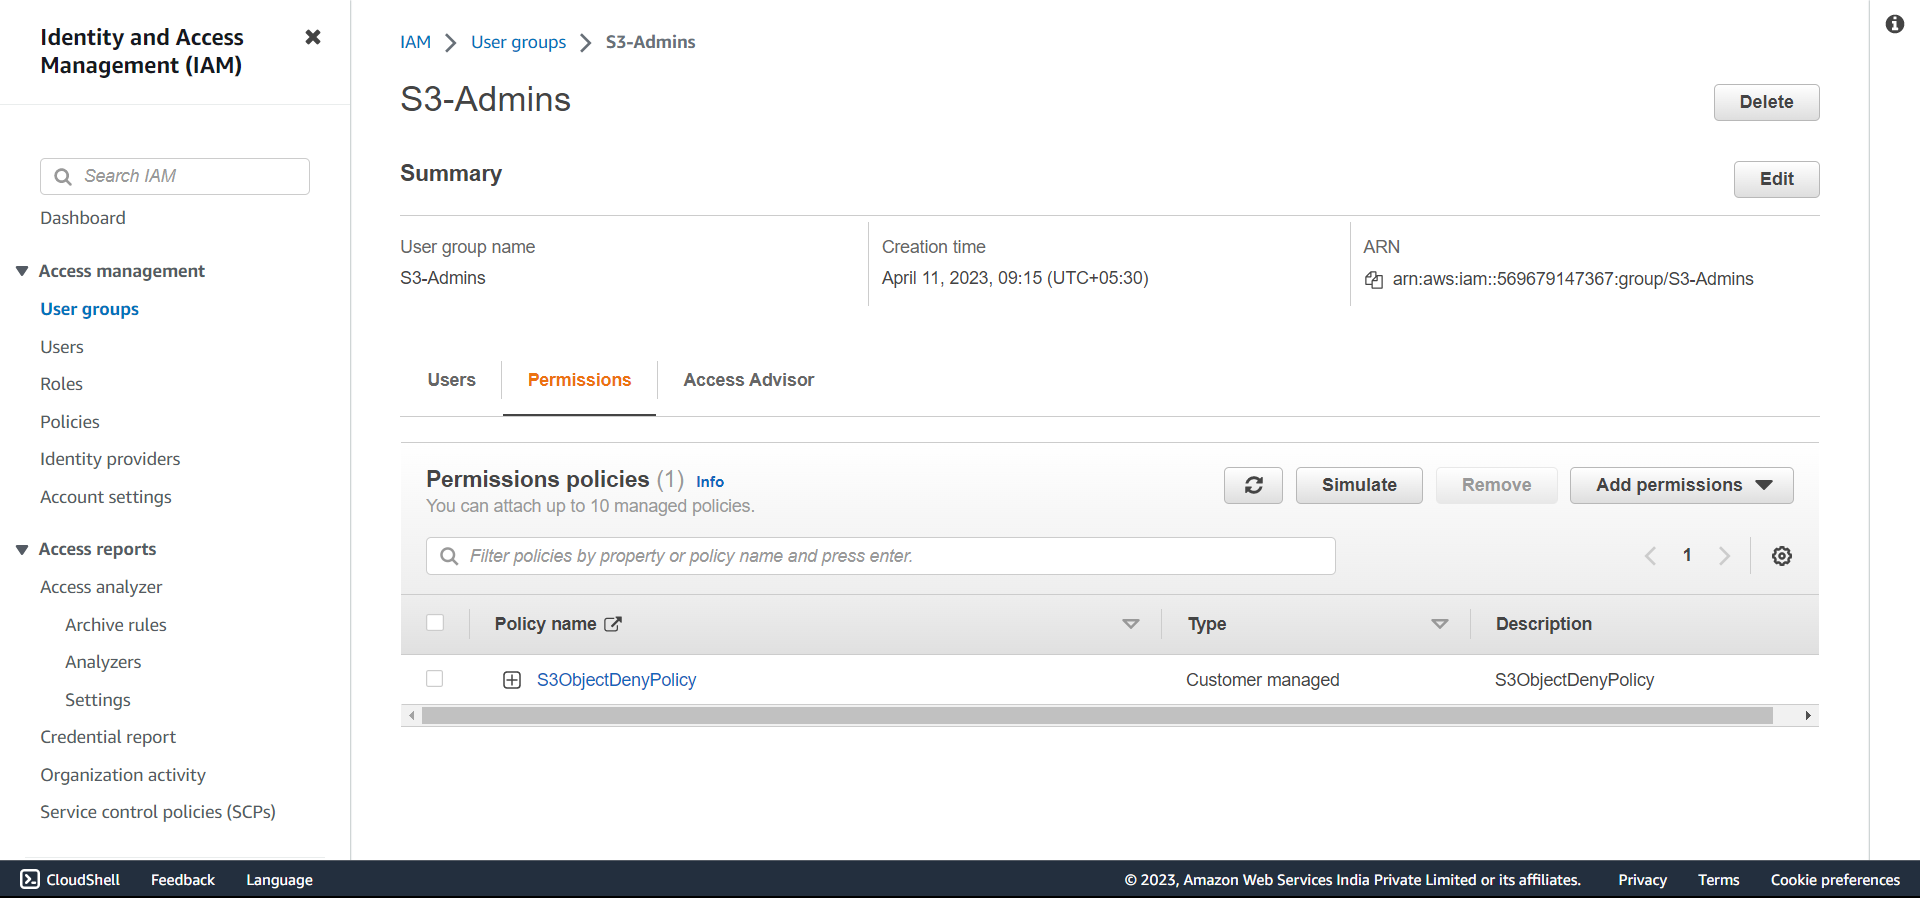 Identity and Access
Management (IAM)
Search IAM
Dashboard
Access management
User groups
Users
Roles
Policies
Identity providers
Account settings
Access reports
Access analyzer
Archive rules
Analyzers
Settings
Credential report
Organization activity
Service control policies (SCPs)
IAM User groups S3-Admins
S3-Admins
Delete
Summary
Edit
User group name
S3-Admins
Creation time
April 11, 2023, 09:15 (UTC+05:30)
ARN
arn:aws:iam::569679147367:group/S3-Admins
Users Permissions Access Advisor
Permissions policies (1) Info
You can attach up to 10 managed policies.
Simulate Remove Add permissions
Filter policies by property or policy name and press enter.
1
Policy name Type Description
S3ObjectDenyPolicy Customer managed S3ObjectDenyPolicy
CloudShell Feedback Language
© 2023, Amazon Web Services India Private Limited or its affiliates. Privacy Terms Cookie preferences